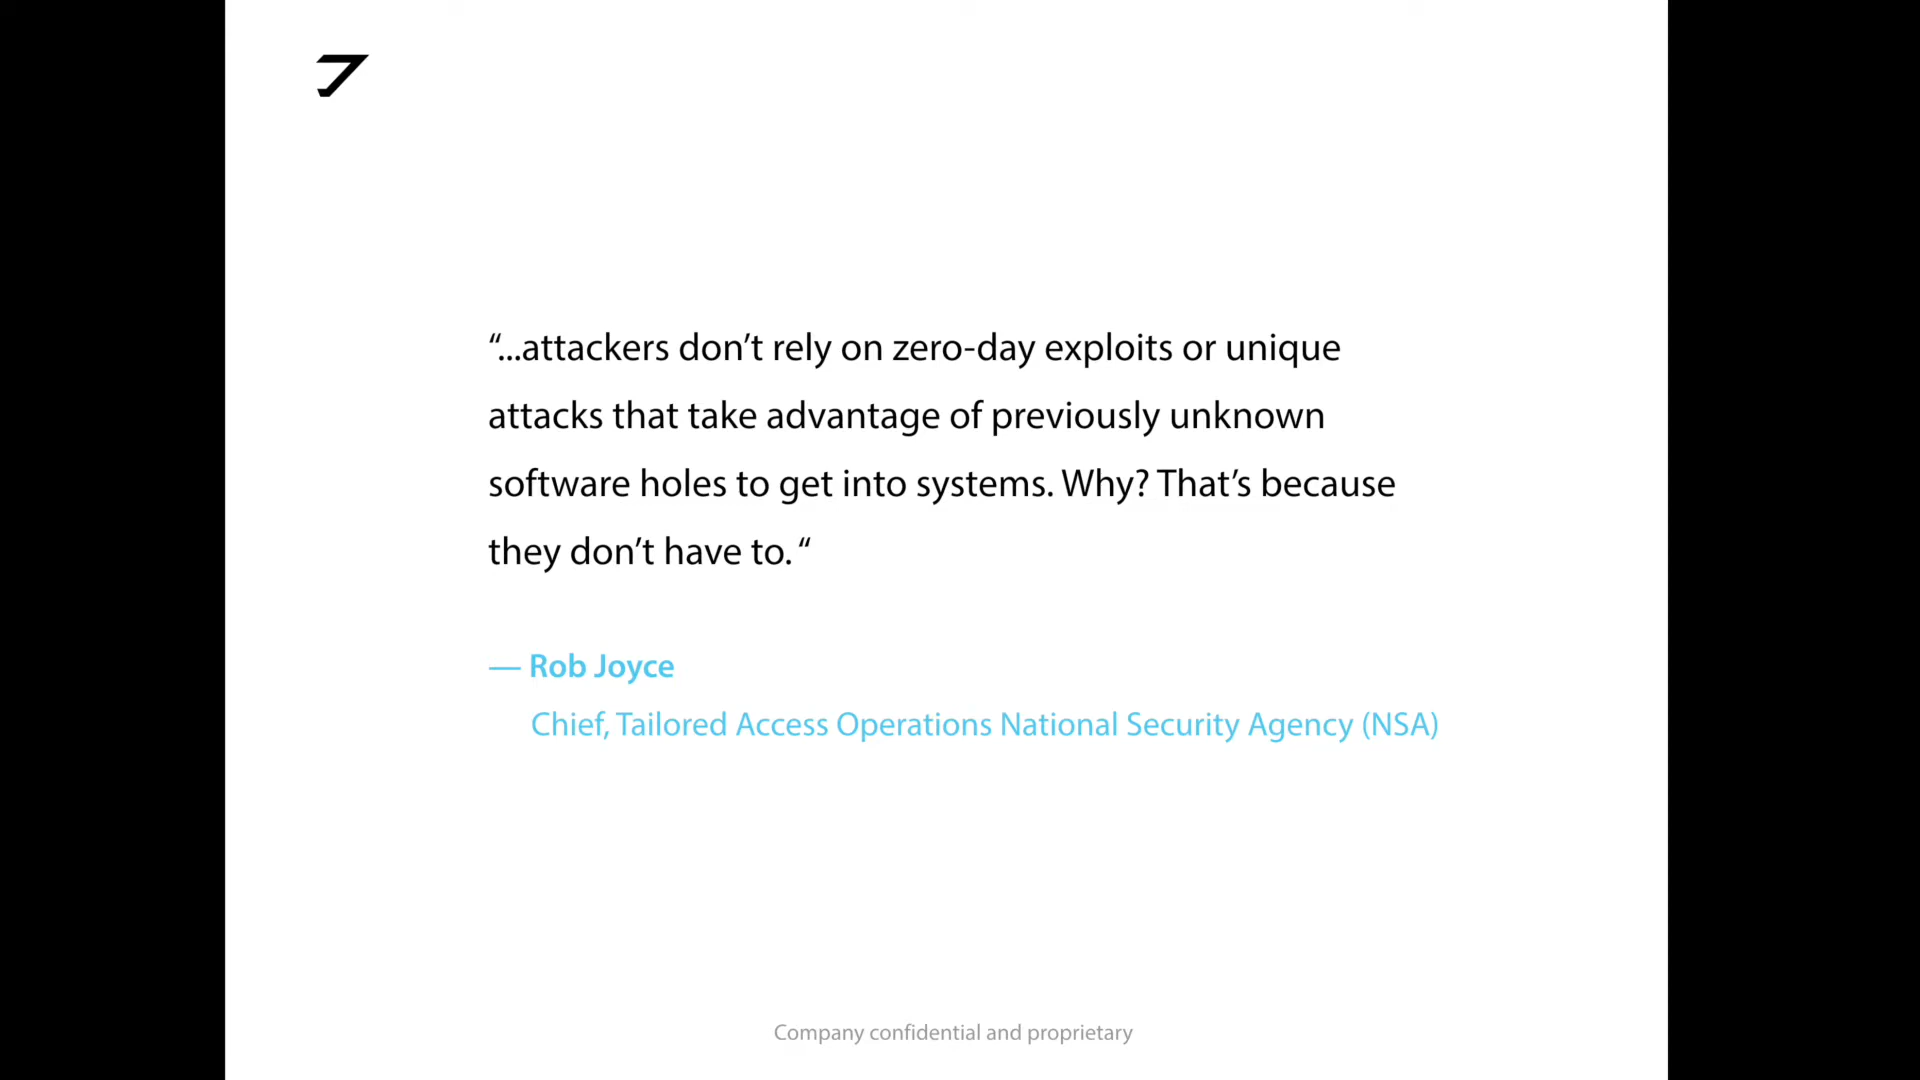 “...attackers don’t rely on zero-day exploits or unique
attacks that take advantage of previously unknown
software holes to get into systems. Why? That’s because
they don’t have to. “
— Rob Joyce
Chief, Tailored Access Operations National Security Agency (NSA)
Company confidential and proprietary